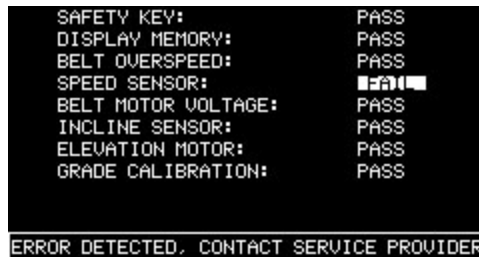 SAFETY KEY: PASS
DISPLAY MEMORY: PASS
BELT OVERSPEED: PASS
SPEED SENSOR: FAIL
BELT MOTOR VOLTAGE: PASS
INCLINE SENSOR: PASS
ELEVATION MOTOR: PASS
GRADE CALIBRATION: PASS
ERROR DETECTED, CONTACT SERVICE PROVIDER